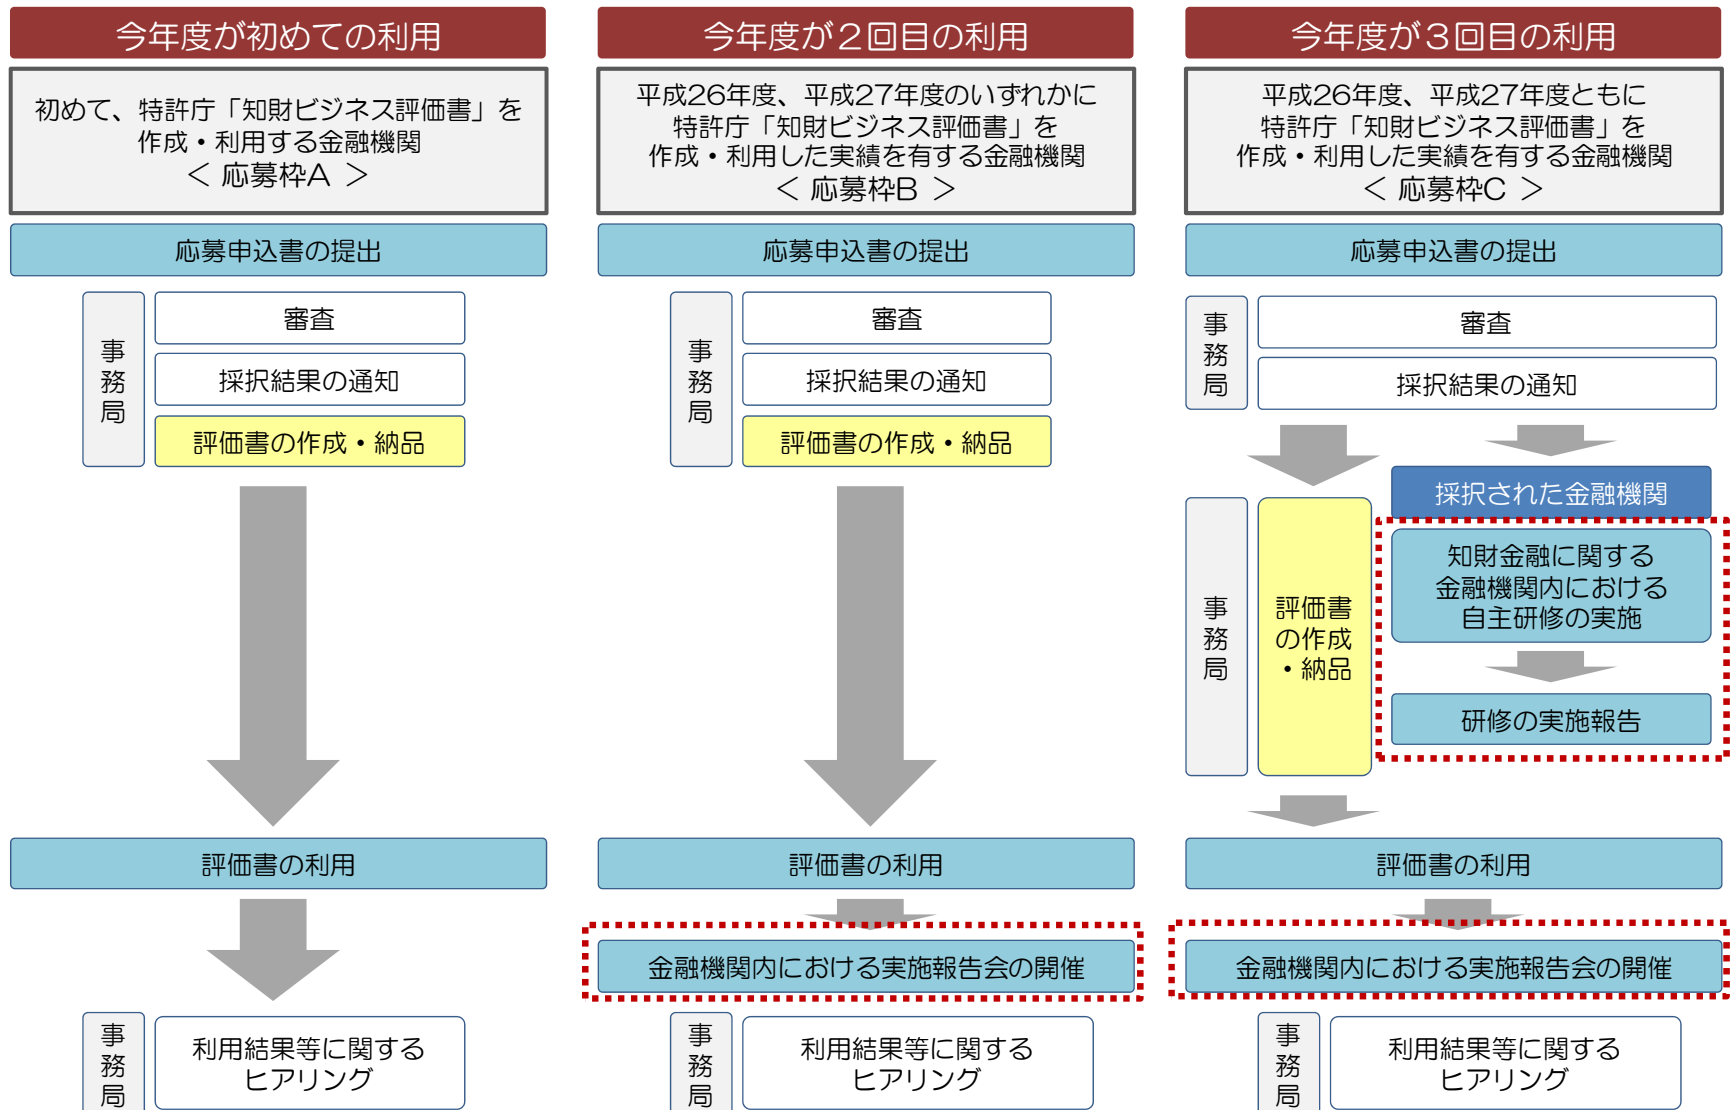 今年度が初めての利用
初めて、特許庁「知財ビジネス評価書」を
作成・利用する金融機関
＜ 応募枠A ＞
応募申込書の提出
事務局
審査
採択結果の通知
評価書の作成・納品
評価書の利用
事務局
利用結果等に関する
ヒアリング
今年度が２回目の利用
平成26年度、平成27年度のいずれかに
特許庁「知財ビジネス評価書」を
作成・利用した実績を有する金融機関
＜ 応募枠B ＞
応募申込書の提出
事務局
審査
採択結果の通知
評価書の作成・納品
評価書の利用
金融機関内における実施報告会の開催
事務局
利用結果等に関する
ヒアリング
今年度が３回目の利用
平成26年度、平成27年度ともに
特許庁「知財ビジネス評価書」を
作成・利用した実績を有する金融機関
＜ 応募枠C ＞
応募申込書の提出
事務局
審査
採択結果の通知
事務局
評価書
の作成
・納品
採択された金融機関
知財金融に関する
金融機関内における
自主研修の実施
研修の実施報告
評価書の利用
金融機関内における実施報告会の開催
事務局
利用結果等に関する
ヒアリング